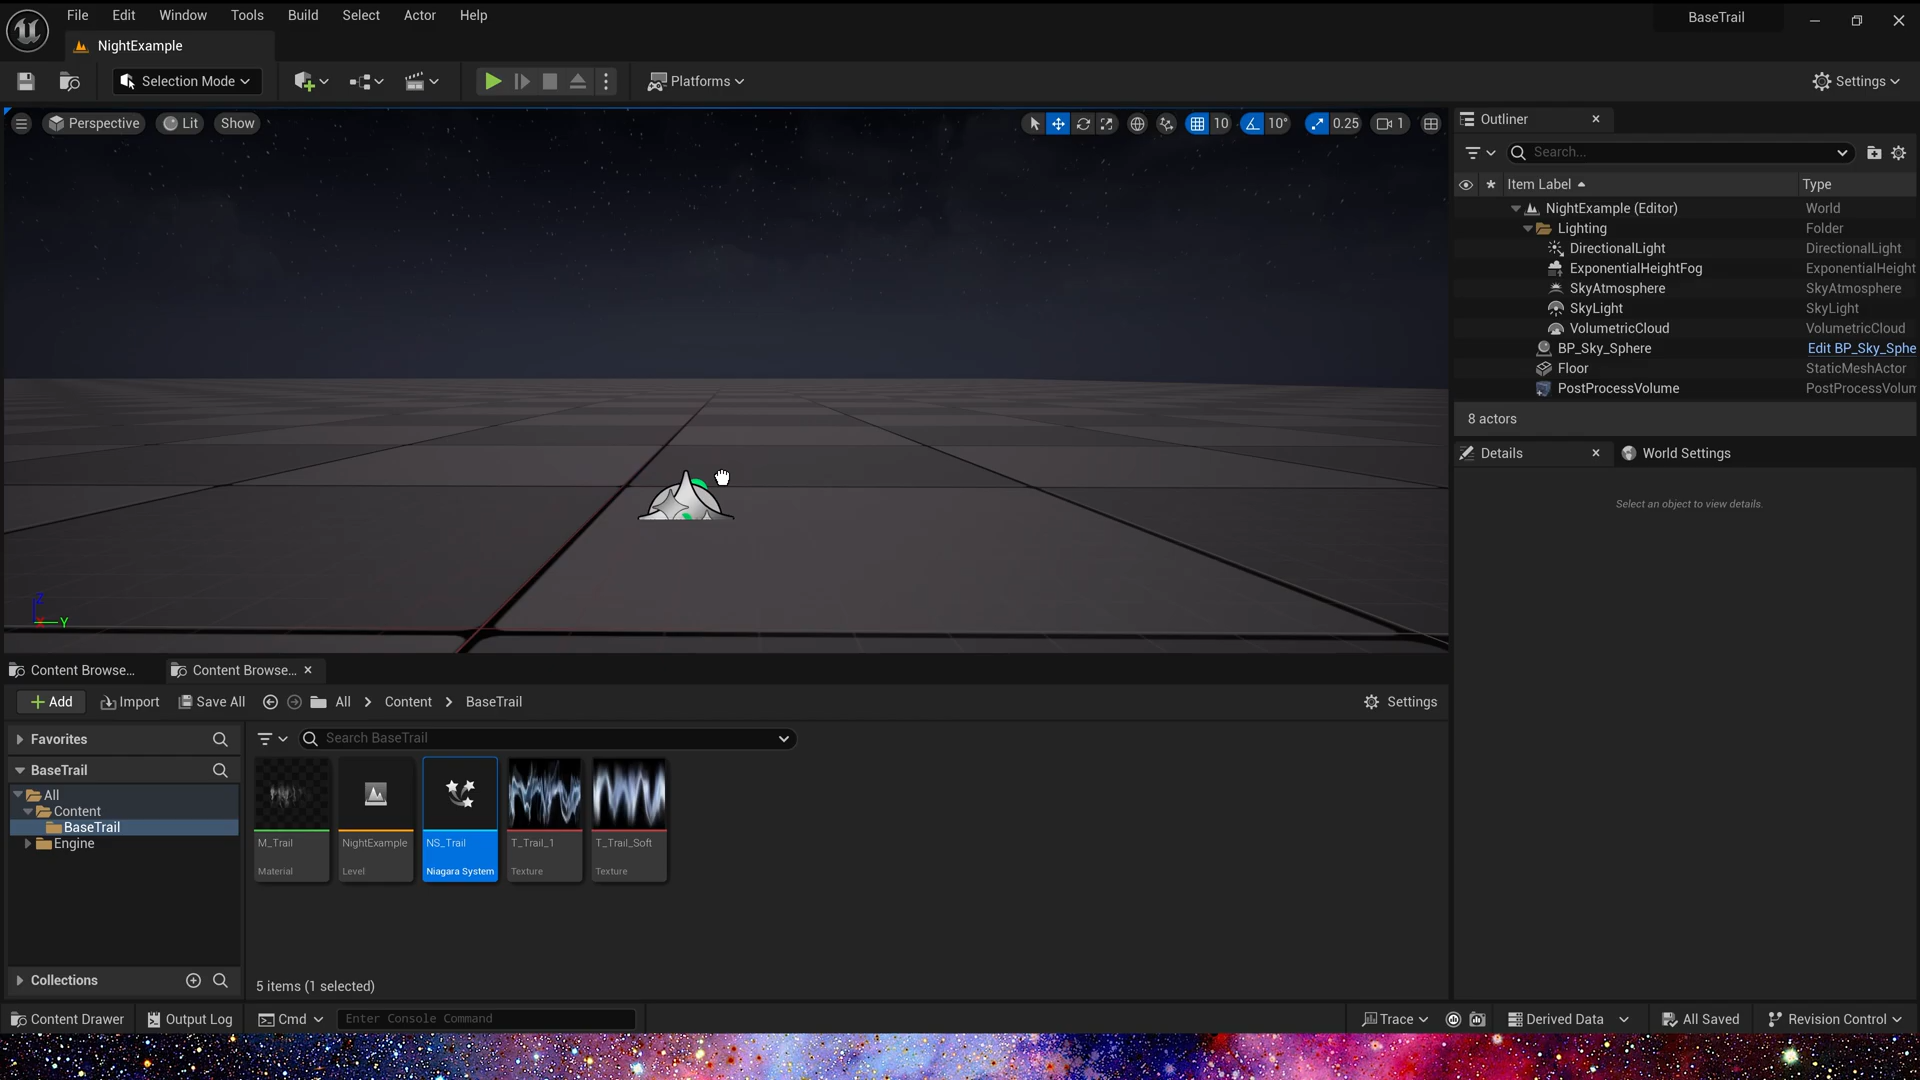 File Edit Window Tools Build Select Actor Help
BaseTrail
NightExample
Selection Mode
Platforms
Settings
Perspective Lit Show
10 10° 0.25 1
Outliner
Search...
Item Label Type
NightExample (Editor) World
Lighting Folder
DirectionalLight DirectionalLight
ExponentialHeightFog ExponentialHeight
SkyAtmosphere SkyAtmosphere
SkyLight SkyLight
VolumetricCloud VolumetricCloud
BP_Sky_Sphere Edit BP_Sky_Sphe
Floor StaticMeshActor
PostProcessVolume PostProcessVolum
8 actors
Details World Settings
Select an object to view details.
Z
X Y
Content Browse... Content Browse...
Add Import Save All All Content BaseTrail Settings
Favorites
Search BaseTrail
BaseTrail
All
Content
BaseTrail
Engine
M_Trail NightExample NS_Trail T_Trail_1 T_Trail_Soft
Material Level Niagara System Texture Texture
Collections
5 items (1 selected)
Content Drawer Output Log Cmd Enter Console Command Trace Derived Data All Saved Revision Control